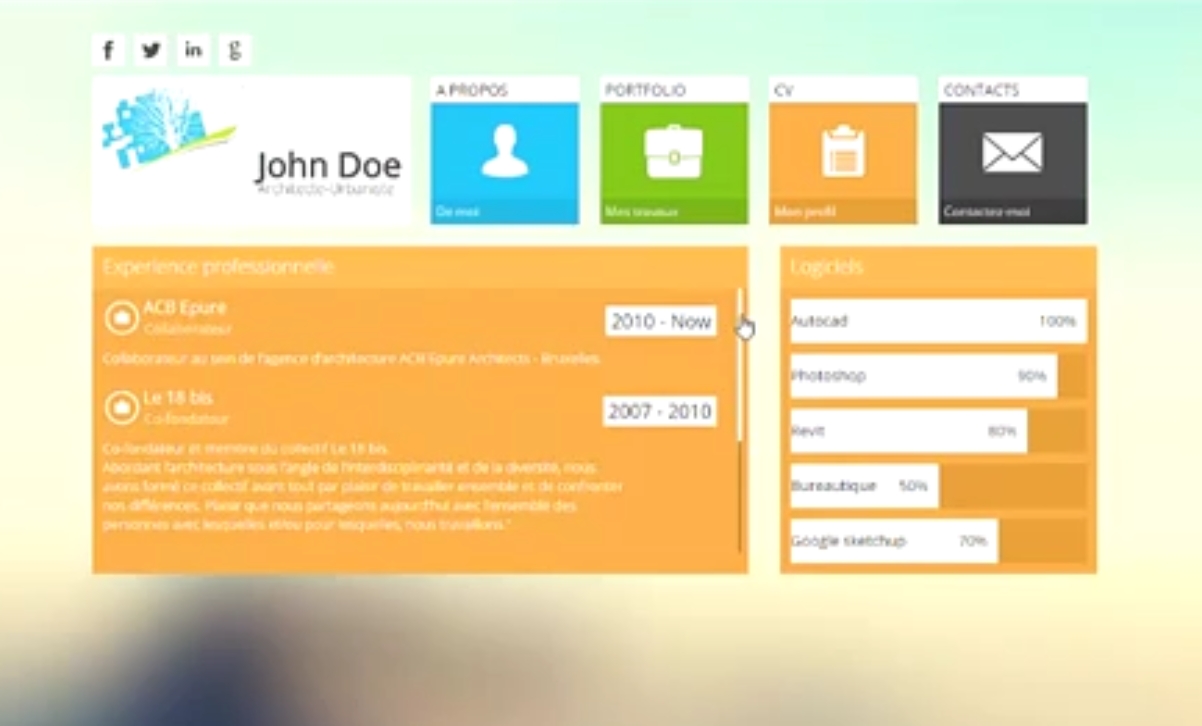 f
in
g
John Doe
Architecte-Urbaniste
A PROPOS
De moi
PORTFOLIO
Mes travaux
CV
Mon profil
CONTACTS
Contactez-moi
Experience professionnelle
ACB Epure
Collaborateur
2010 - Now
Collaborateur au sein de l'agence d'architecture ACB Epure Architects - Bruxelles.
Le 18 bis
Co-fondateur
2007 - 2010
Co-fondateur et membre du collectif Le 18 bis.
Abordant l'architecture sous l'angle de l'interdisciplinarité et de la diversité, nous
avons formé ce collectif avant tout par plaisir de travailler ensemble et de confronter
nos différences. Plaisir que nous partageons aujourd'hui avec l'ensemble des
personnes avec lesquelles et/ou pour lesquelles, nous travaillons."
Logiciels
Autocad 100%
Photoshop 90%
Revit 80%
Bureautique 50%
Google sketchup 70%